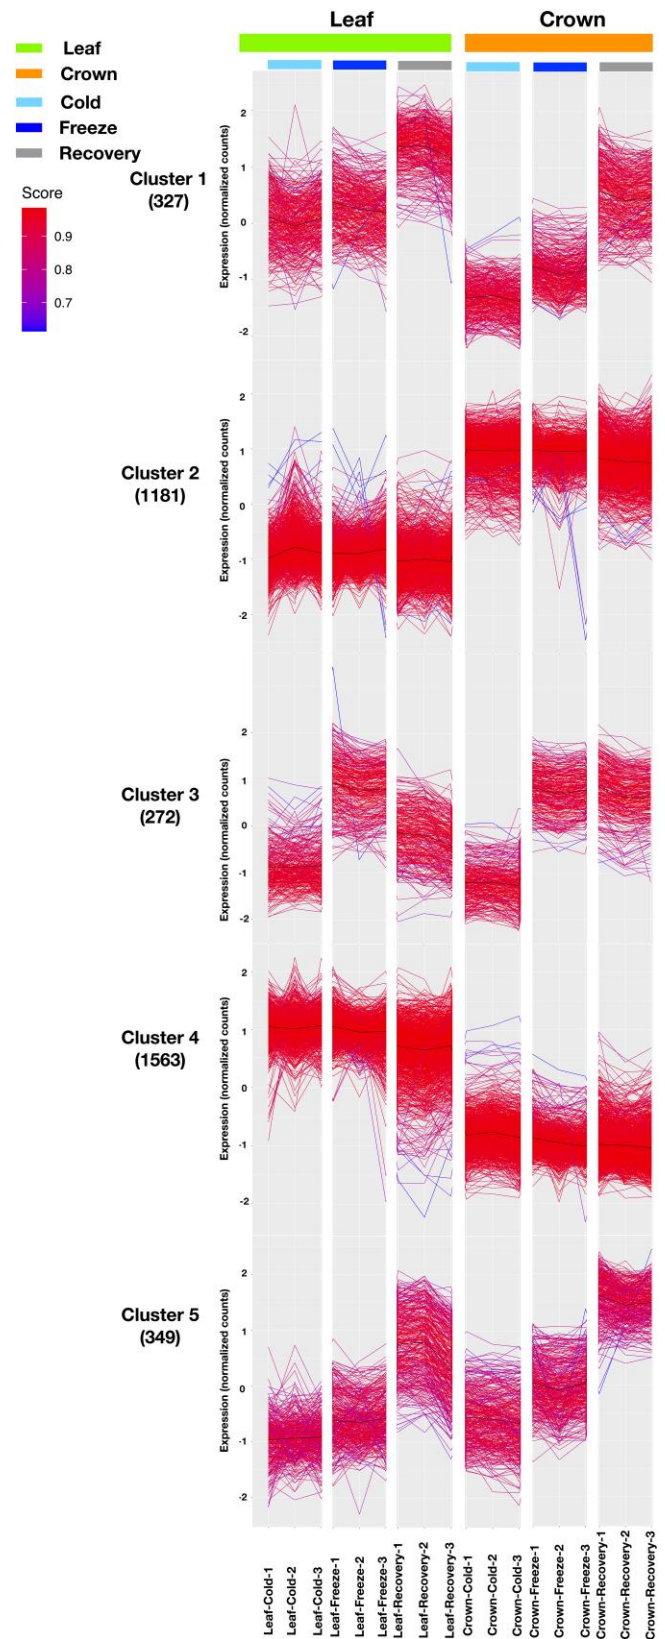 Leaf Crown
Leaf
Crown
Cold
Freeze
Recovery
Score
0.9
0.8
0.7
Cluster 1
(327)
Expression (normalized counts)
2
1
0
-1
-2
Cluster 2
(1181)
Expression (normalized counts)
2
1
0
-1
-2
Cluster 3
(272)
Expression (normalized counts)
2
1
0
-1
-2
Cluster 4
(1563)
Expression (normalized counts)
2
1
0
-1
-2
Cluster 5
(349)
Expression (normalized counts)
2
1
0
-1
-2
Leaf-Cold-1
Leaf-Cold-2
Leaf-Cold-3
Leaf-Freeze-1
Leaf-Freeze-2
Leaf-Freeze-3
Leaf-Recovery-1
Leaf-Recovery-2
Leaf-Recovery-3
Crown-Cold-1
Crown-Cold-2
Crown-Cold-3
Crown-Freeze-1
Crown-Freeze-2
Crown-Freeze-3
Crown-Recovery-1
Crown-Recovery-2
Crown-Recovery-3